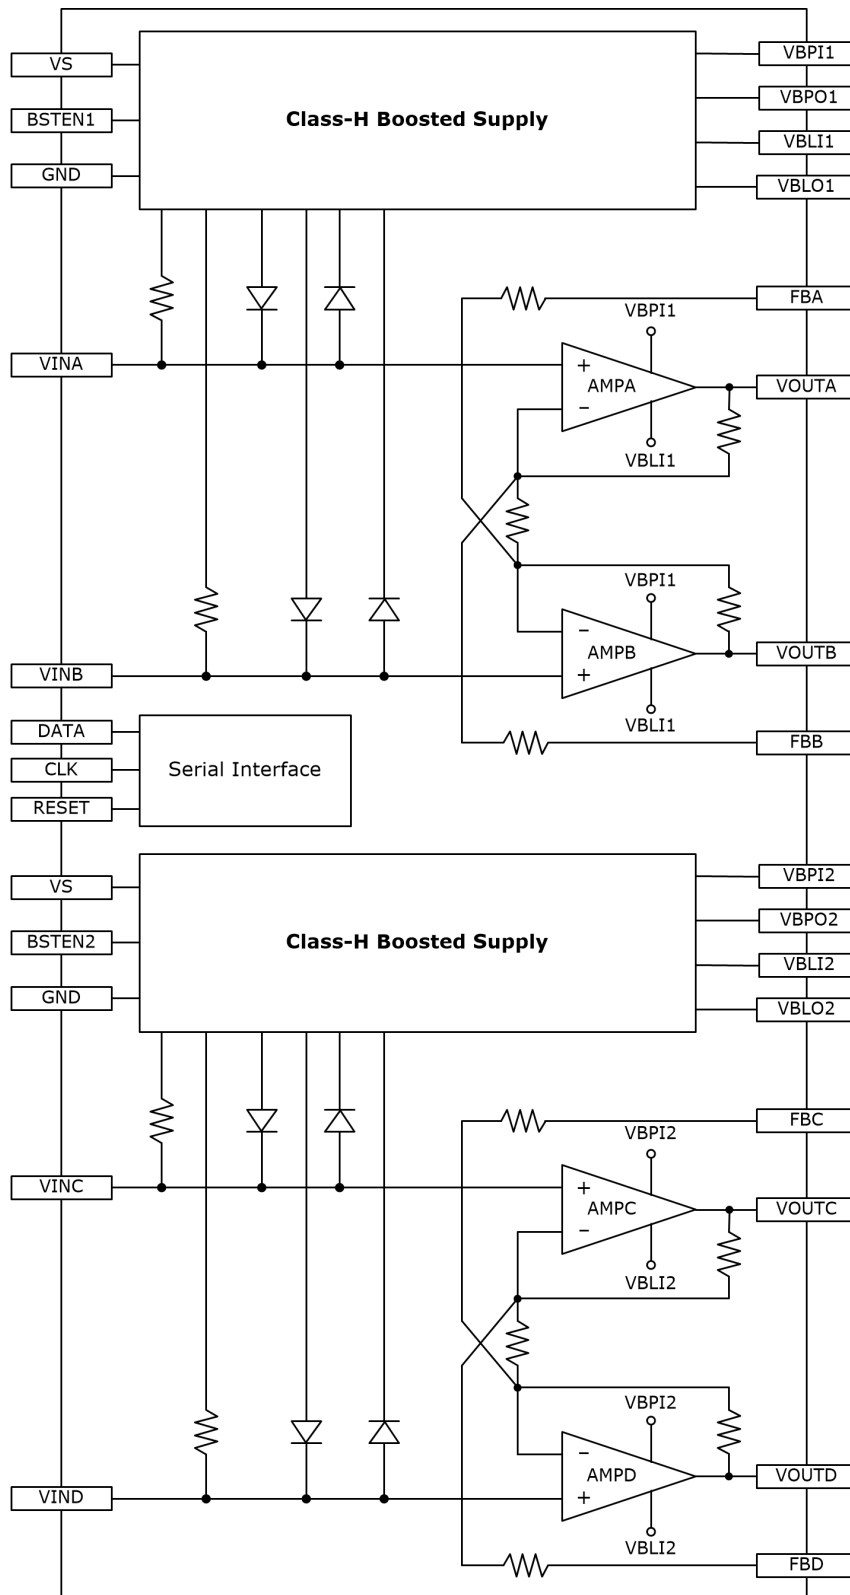 VS
BSTEN1
GND
Class-H Boosted Supply
VBPI1
VBPO1
VBLI1
VBLO1
FBA
VBPI1
VINA
+
AMPA
−
VOUTA
VBLI1
VBPI1
−
AMPB
+
VOUTB
VINB
VBLI1
DATA
CLK
RESET
Serial Interface
FBB
VS
BSTEN2
GND
Class-H Boosted Supply
VBPI2
VBPO2
VBLI2
VBLO2
FBC
VBPI2
VINC
+
AMPC
−
VOUTC
VBLI2
VBPI2
−
AMPD
+
VOUTD
VIND
VBLI2
FBD